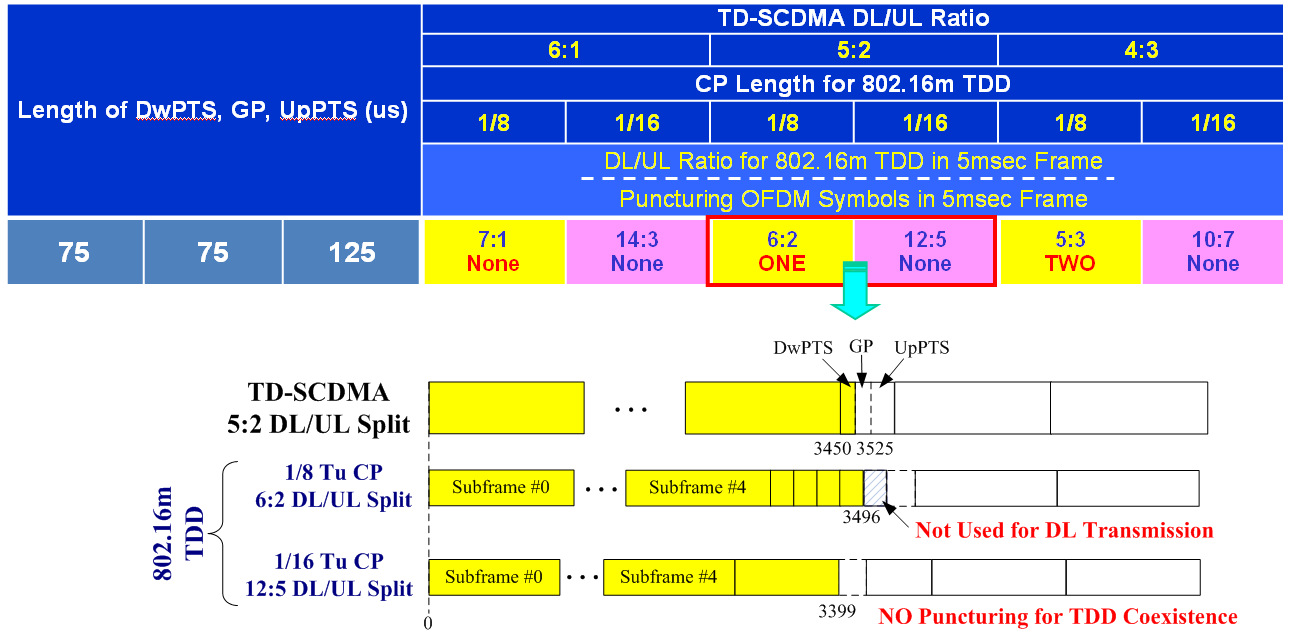 TD-SCDMA DL/UL Ratio
6:1 5:2 4:3
CP Length for 802.16m TDD
Length of DwPTS, GP, UpPTS (us)
1/8 1/16 1/8 1/16 1/8 1/16
DL/UL Ratio for 802.16m TDD in 5msec Frame
Puncturing OFDM Symbols in 5msec Frame
75 75 125
7:1 14:3 6:2 12:5 5:3 10:7
None None ONE None TWO None
DwPTS GP UpPTS
TD-SCDMA
5:2 DL/UL Split
...
3450 3525
802.16m
TDD
1/8 Tu CP
6:2 DL/UL Split
Subframe #0 ... Subframe #4
3496
Not Used for DL Transmission
1/16 Tu CP
12:5 DL/UL Split
Subframe #0 ... Subframe #4
3399
NO Puncturing for TDD Coexistence
0